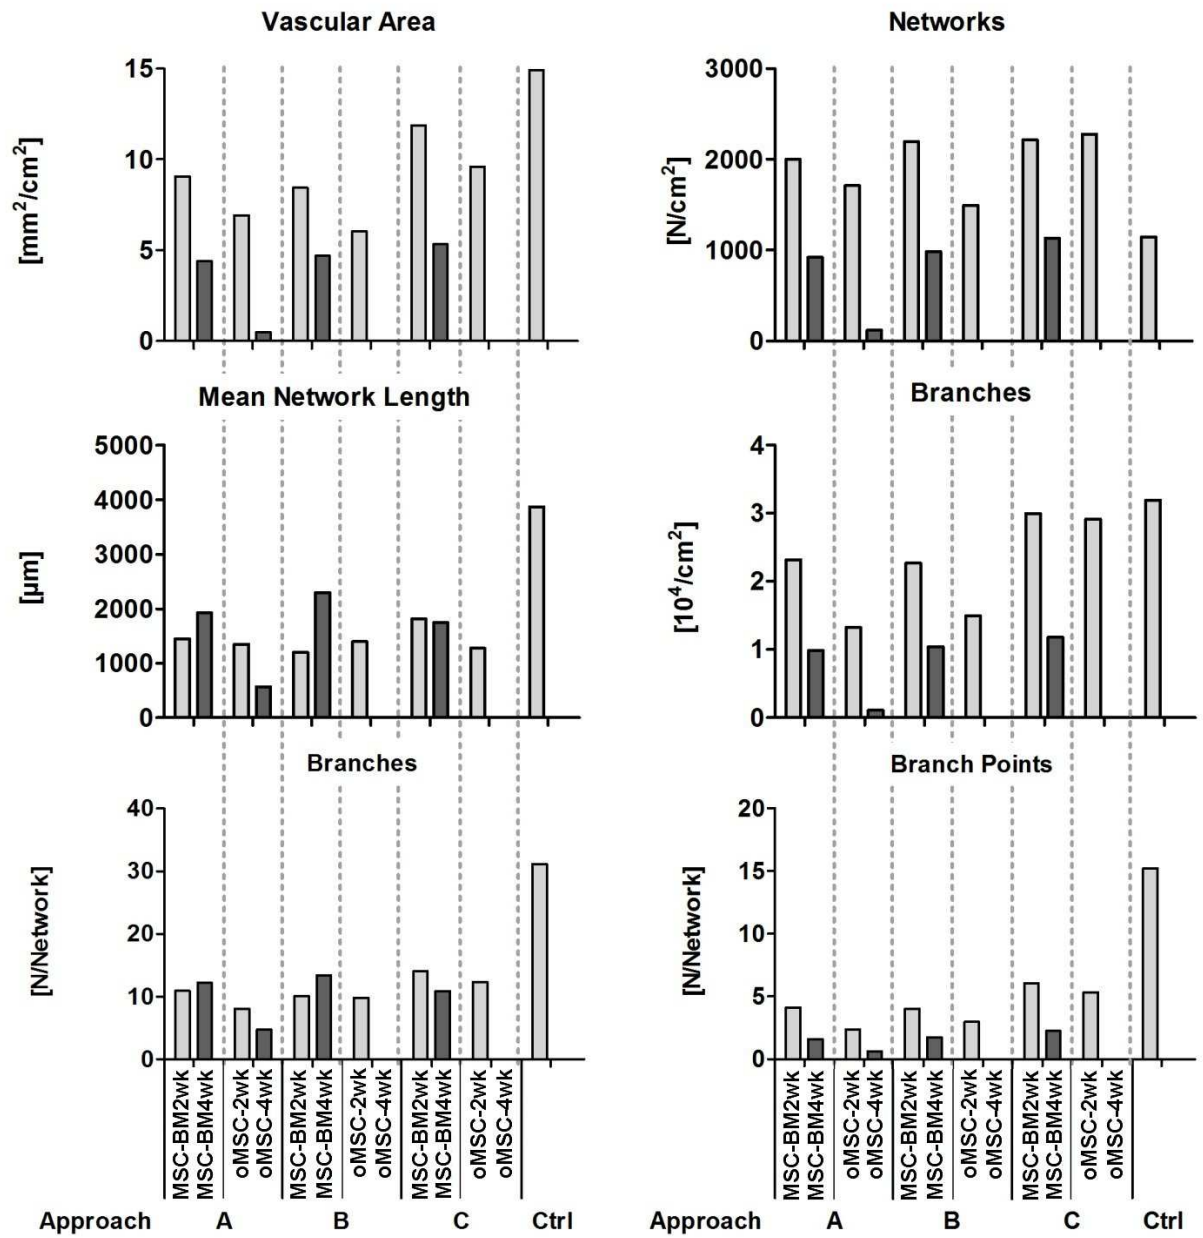 Vascular Area
[mm²/cm²]
15
10
5
0
Networks
[N/cm²]
3000
2000
1000
0
Mean Network Length
[µm]
5000
4000
3000
2000
1000
0
Branches
[10⁴/cm²]
4
3
2
1
0
Branches
[N/Network]
40
30
20
10
0
MSC-BM2wk
MSC-BM4wk
oMSC-2wk
oMSC-4wk
MSC-BM2wk
MSC-BM4wk
oMSC-2wk
oMSC-4wk
MSC-BM2wk
MSC-BM4wk
oMSC-2wk
oMSC-4wk
Approach A B C Ctrl
Branch Points
[N/Network]
20
15
10
5
0
MSC-BM2wk
MSC-BM4wk
oMSC-2wk
oMSC-4wk
MSC-BM2wk
MSC-BM4wk
oMSC-2wk
oMSC-4wk
MSC-BM2wk
MSC-BM4wk
oMSC-2wk
oMSC-4wk
Approach A B C Ctrl